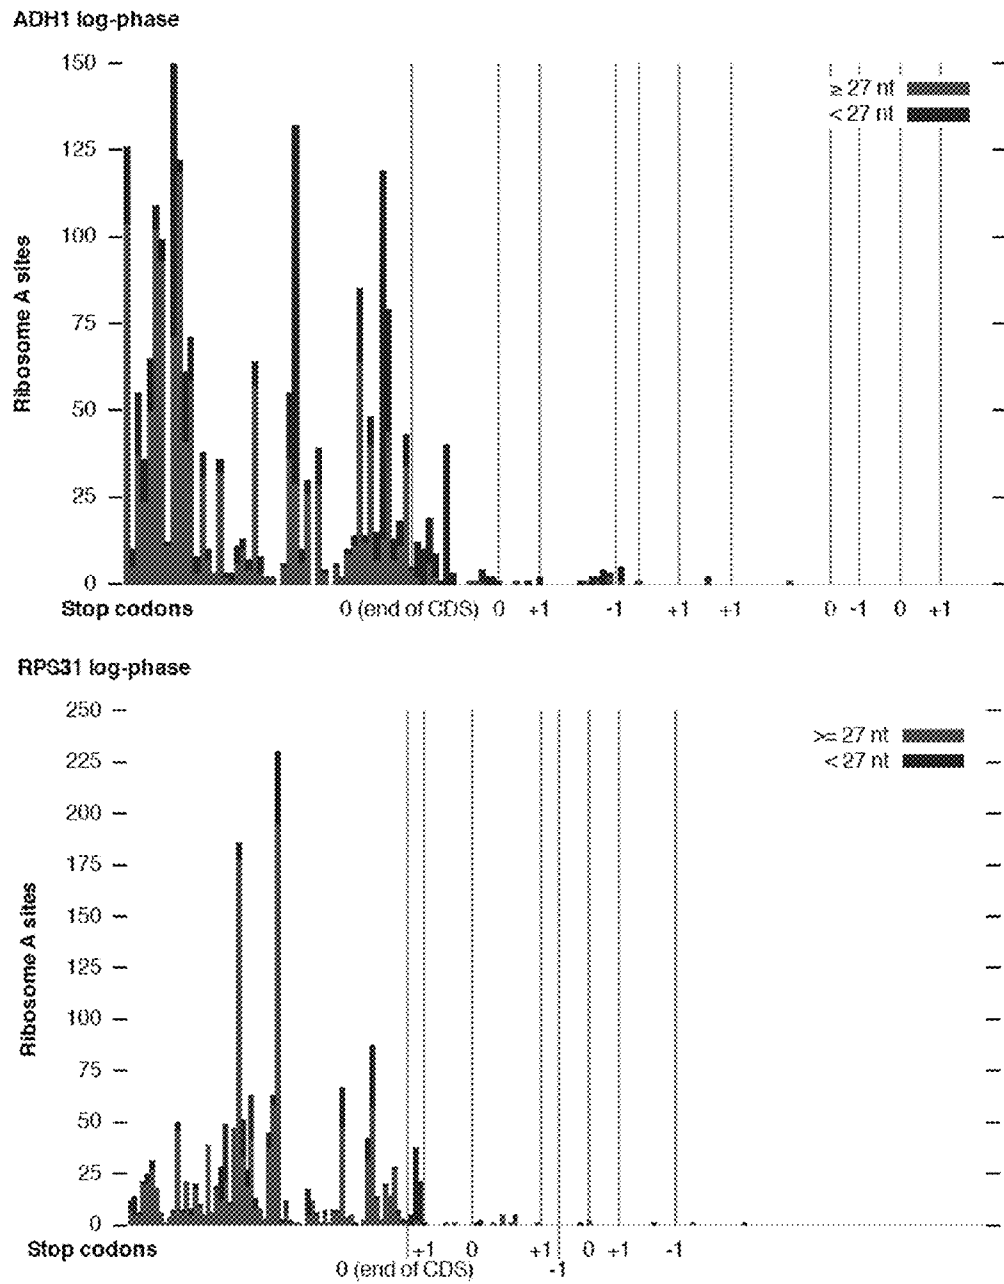 ADH1 log-phase
150
≥ 27 nt
< 27 nt
125
100
75
50
25
0
Ribosome A sites
Stop codons 0 (end of CDS) 0 +1 -1 +1 +1 0 -1 0 +1
RPS31 log-phase
250
>= 27 nt
< 27 nt
225
200
175
150
125
100
75
50
25
0
Ribosome A sites
Stop codons +1 0 +1 0 +1 -1
0 (end of CDS) -1